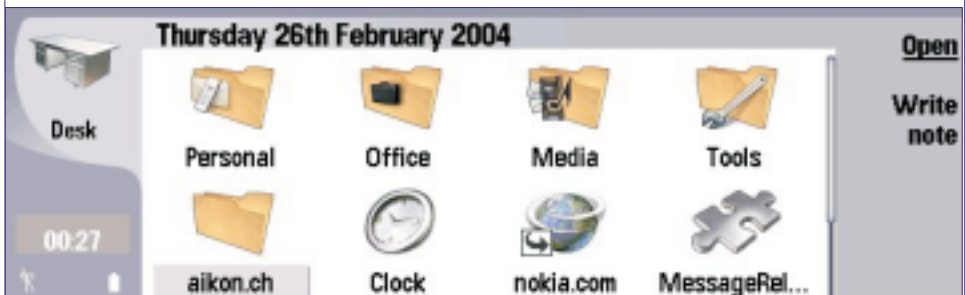 Thursday 26th February 2004
Desk
Personal
Office
Media
Tools
00:27
aikon.ch
Clock
nokia.com
MessageRel...
Open
Write
note